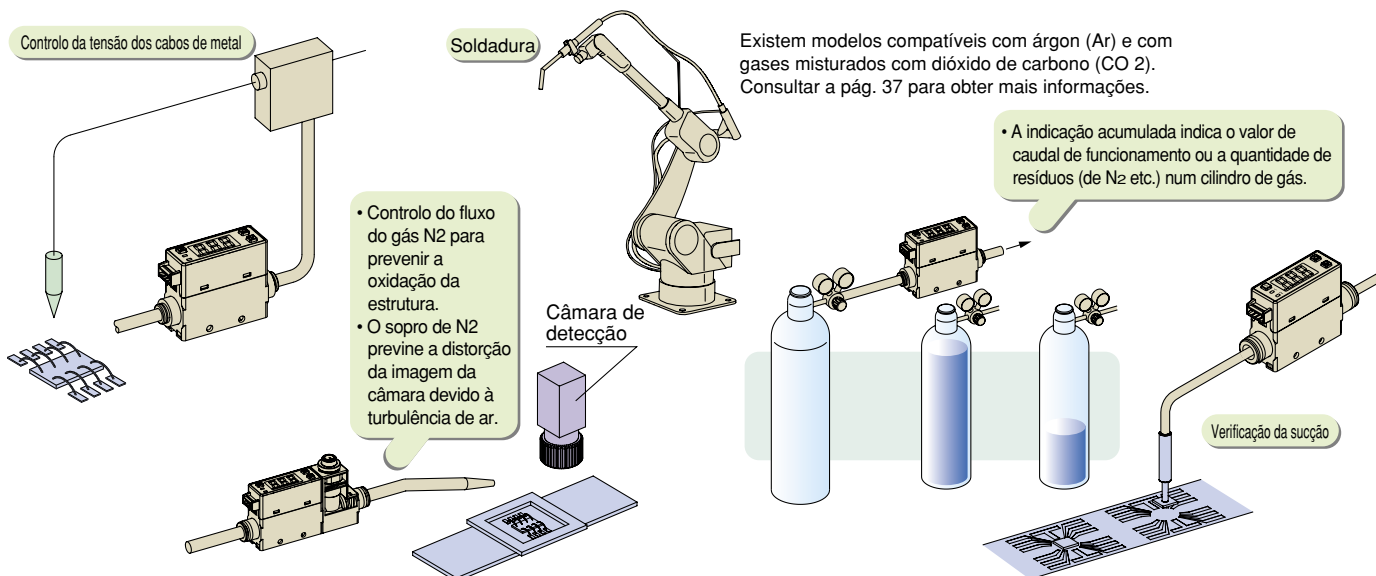 Controlo da tensão dos cabos de metal
Soldadura
Existem modelos compatíveis com árgon (Ar) e com
gases misturados com dióxido de carbono (CO 2).
Consultar a pág. 37 para obter mais informações.
• A indicação acumulada indica o valor de
caudal de funcionamento ou a quantidade de
resíduos (de N2 etc.) num cilindro de gás.
• Controlo do fluxo
do gás N2 para
prevenir a
oxidação da
estrutura.
• O sopro de N2
previne a distorção
da imagem da
câmara devido à
turbulência de ar.
Câmara de
detecção
Verificação da sucção